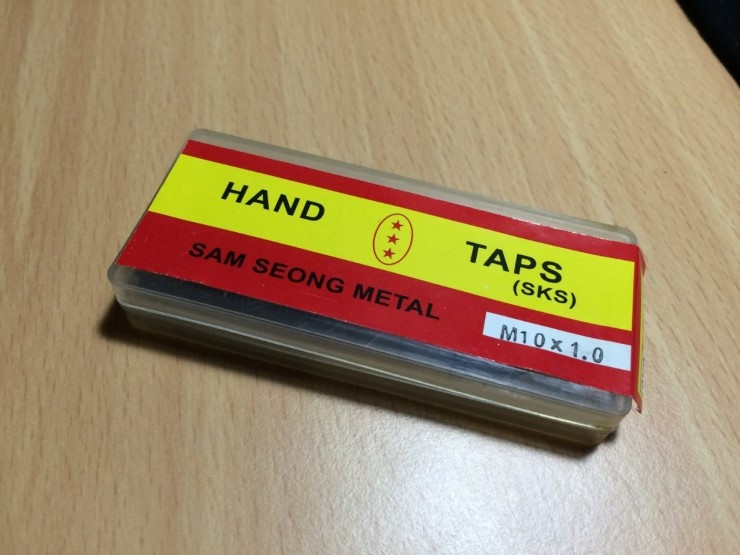 HAND TAPS
(SKS)
SAM SEONG METAL
M10 x 1.0